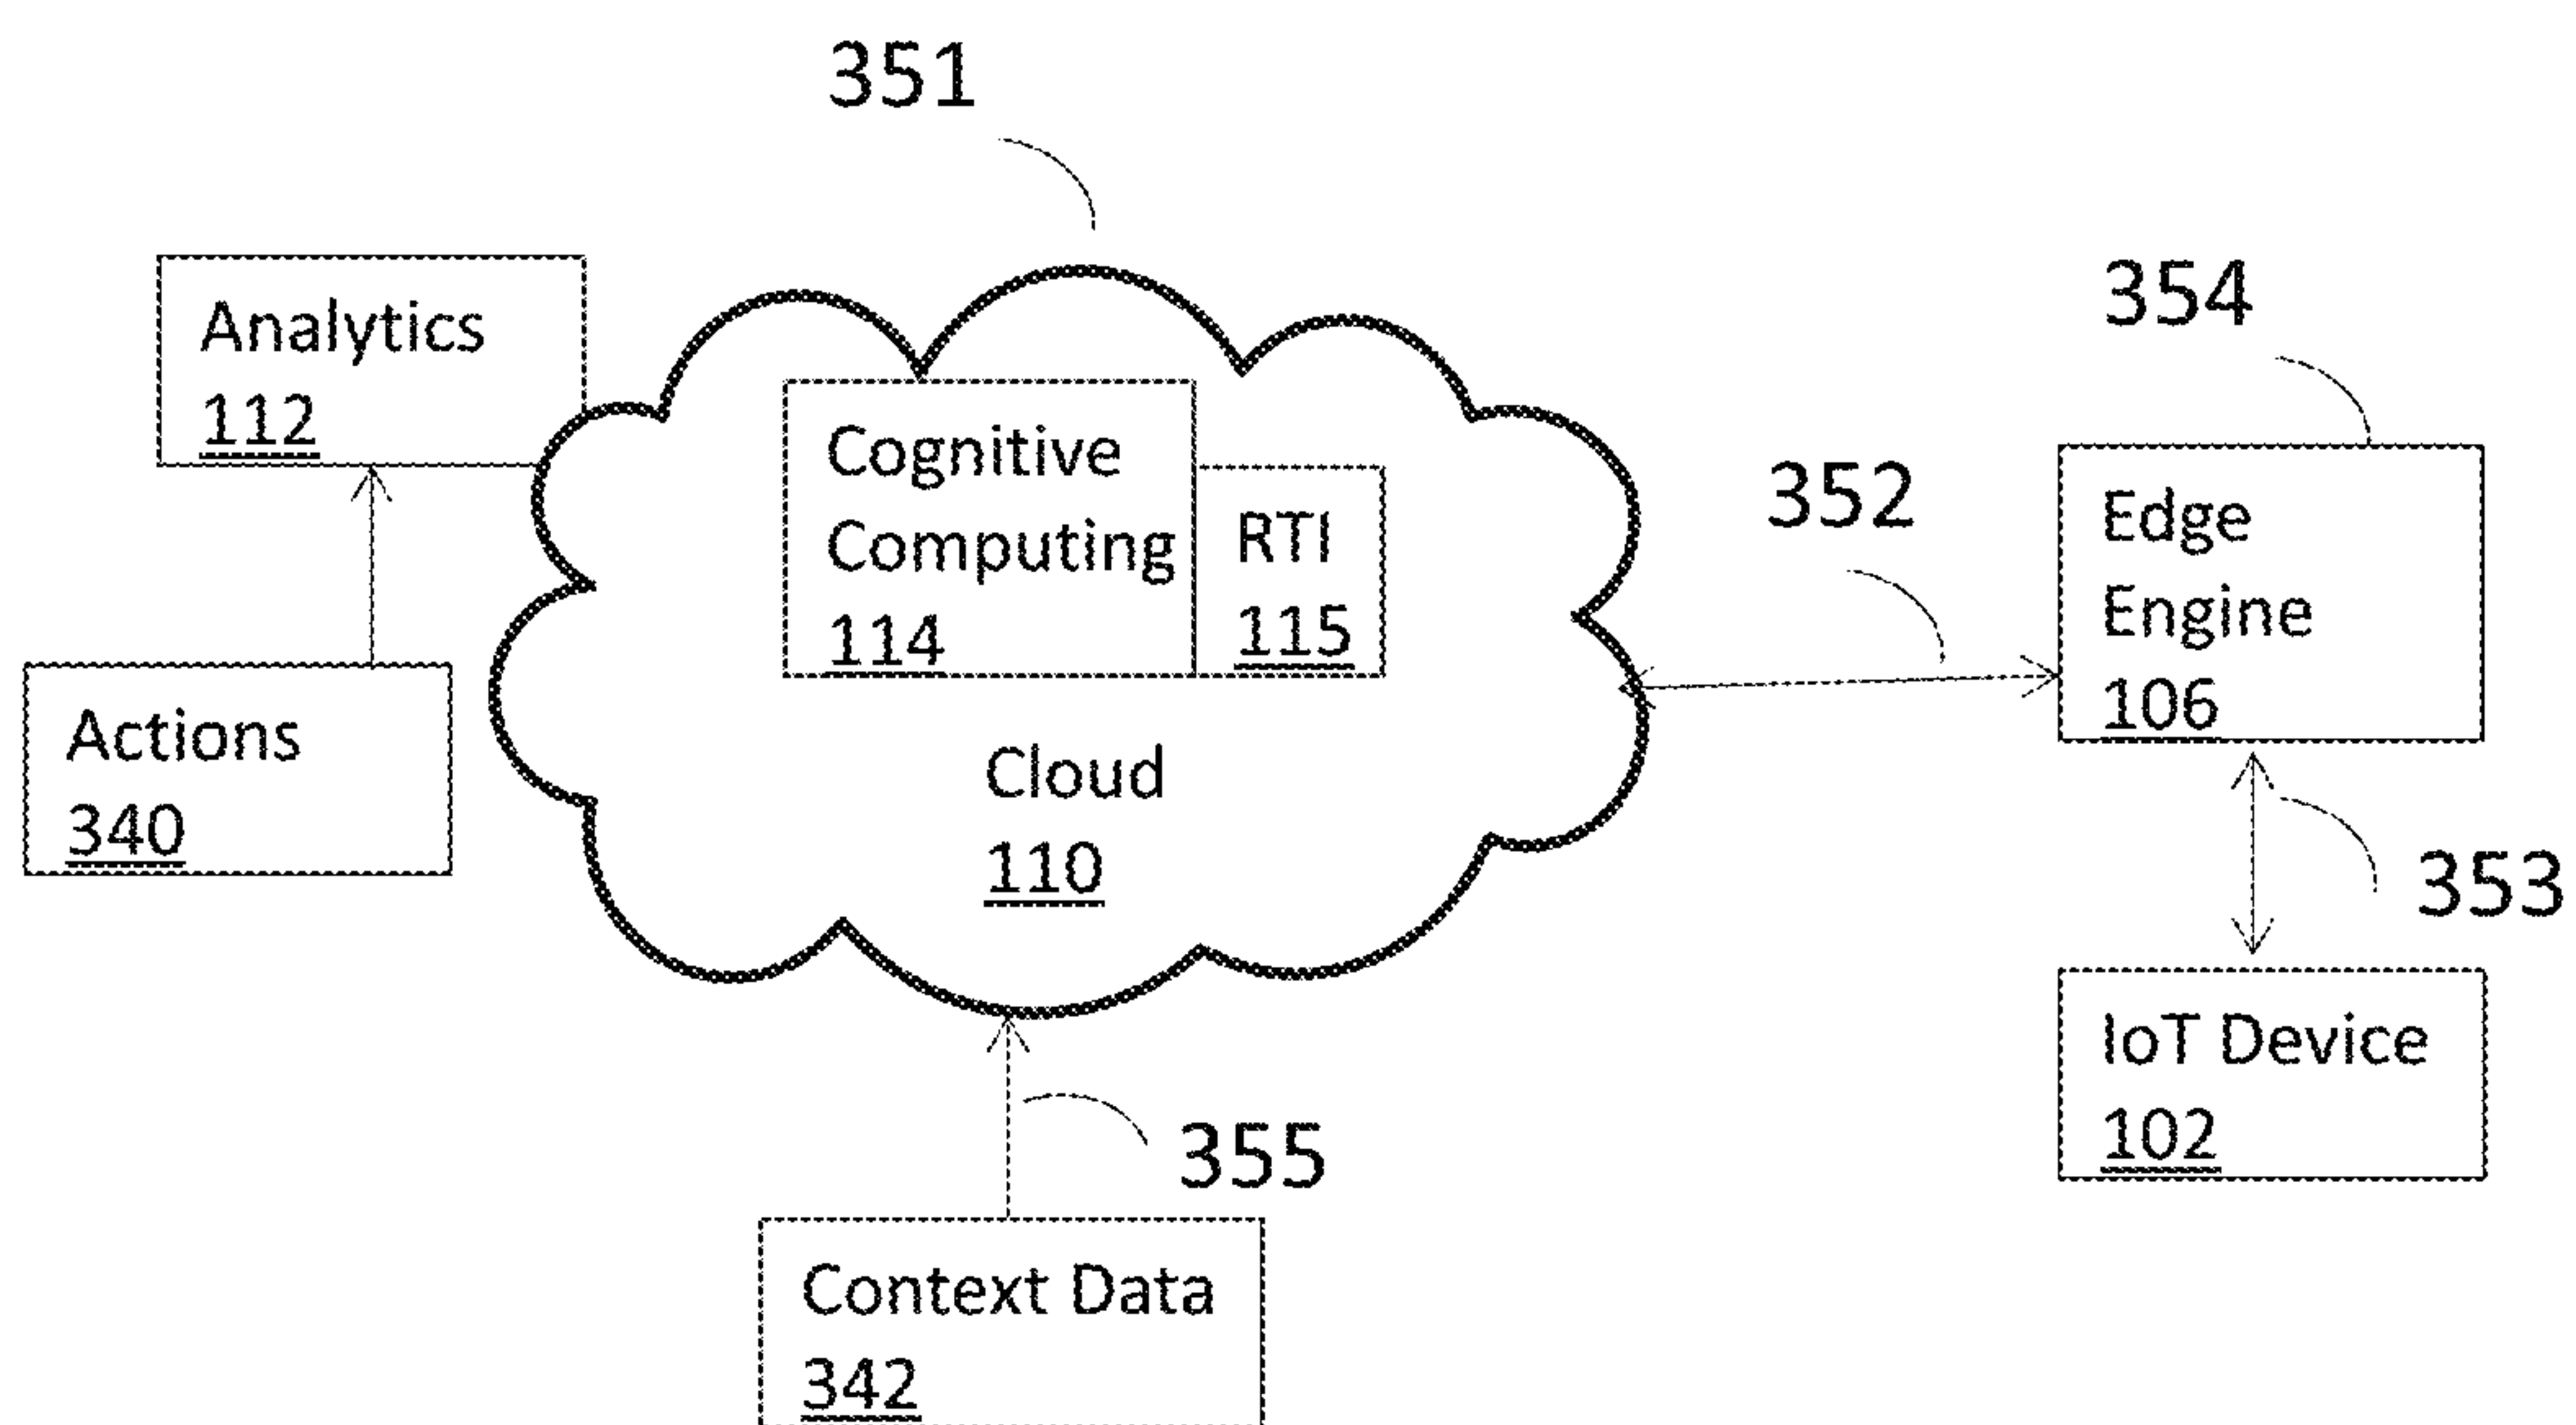 351
Analytics
112
354
Cognitive
Computing
114
RTI
115
352
Edge
Engine
106
Actions
340
Cloud
110
353
IoT Device
102
355
Context Data
342